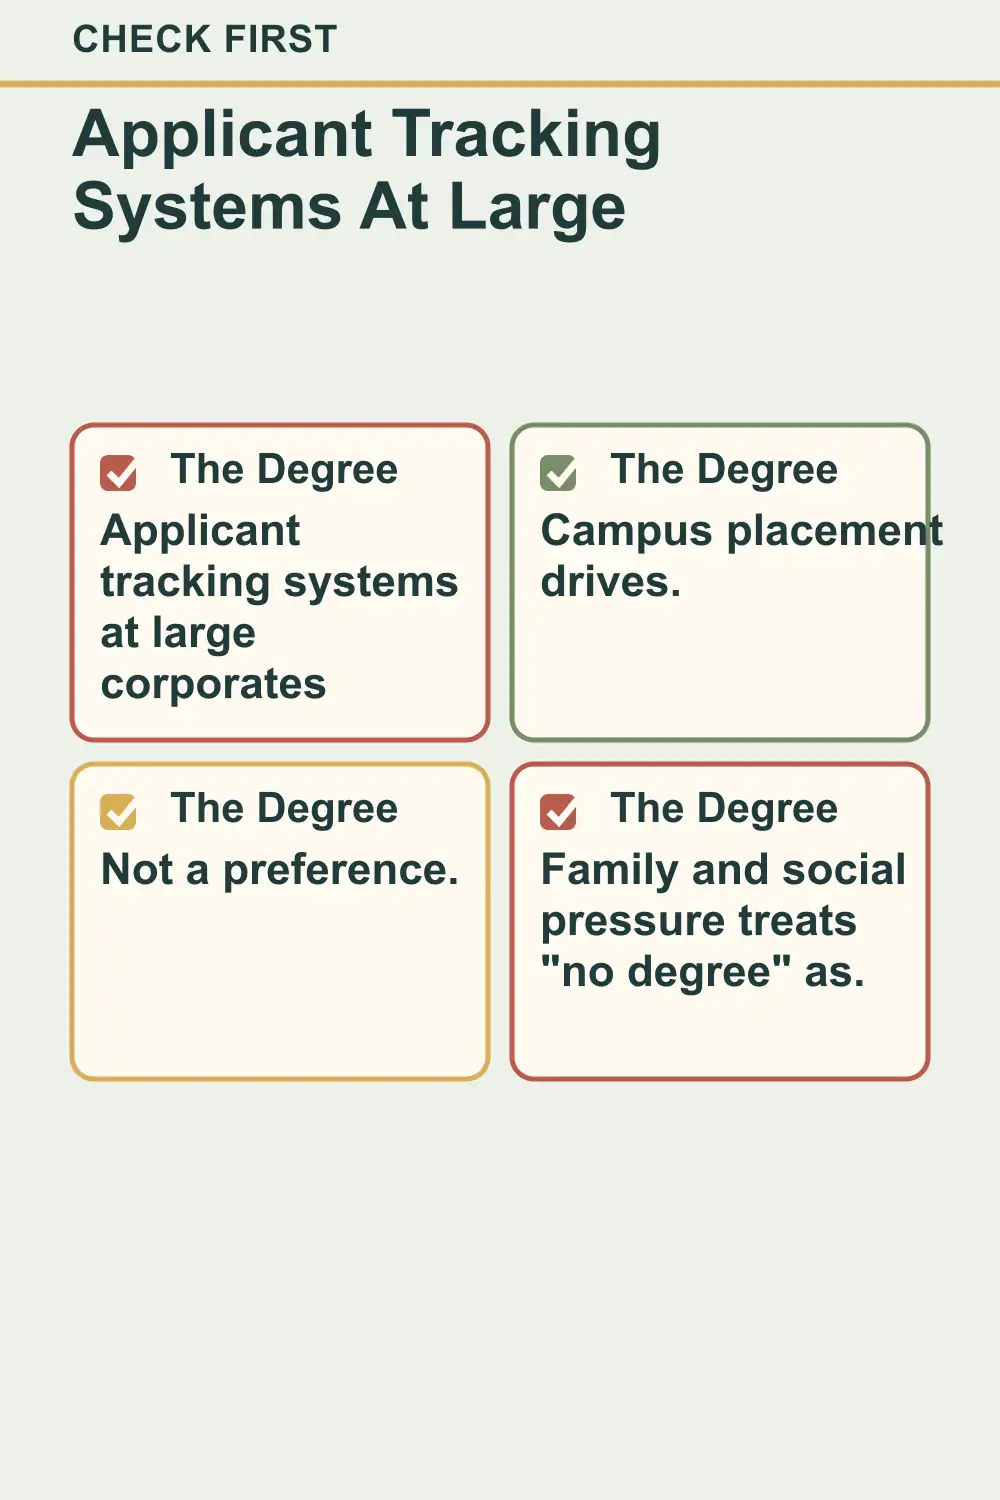 CHECK FIRST
Applicant Tracking
Systems At Large
The Degree
Applicant
tracking systems
at large
corporates
The Degree
Campus placement
drives.
The Degree
Not a preference.
The Degree
Family and social
pressure treats
"no degree" as.